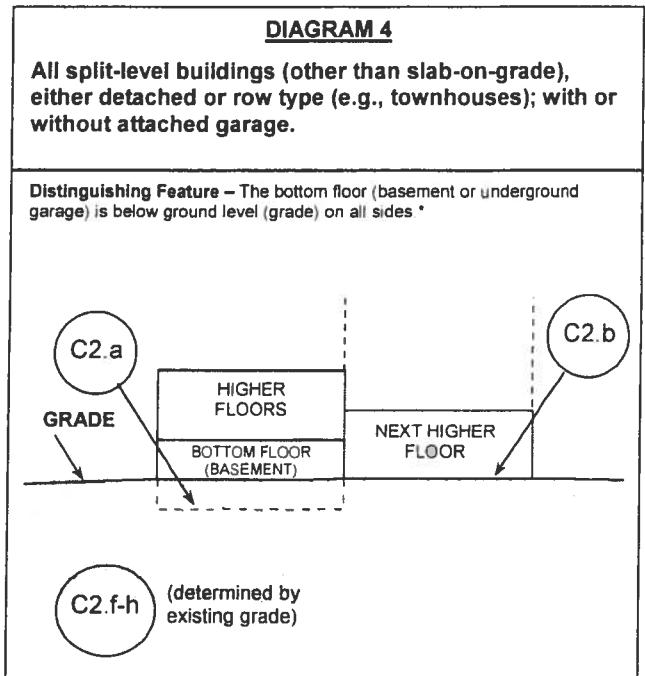 DIAGRAM 4
All split-level buildings (other than slab-on-grade),
either detached or row type (e.g., townhouses); with or
without attached garage.
Distinguishing Feature – The bottom floor (basement or underground
garage) is below ground level (grade) on all sides.*
C2.a
C2.b
HIGHER
FLOORS
GRADE
NEXT HIGHER
FLOOR
BOTTOM FLOOR
(BASEMENT)
C2.f-h
(determined by
existing grade)